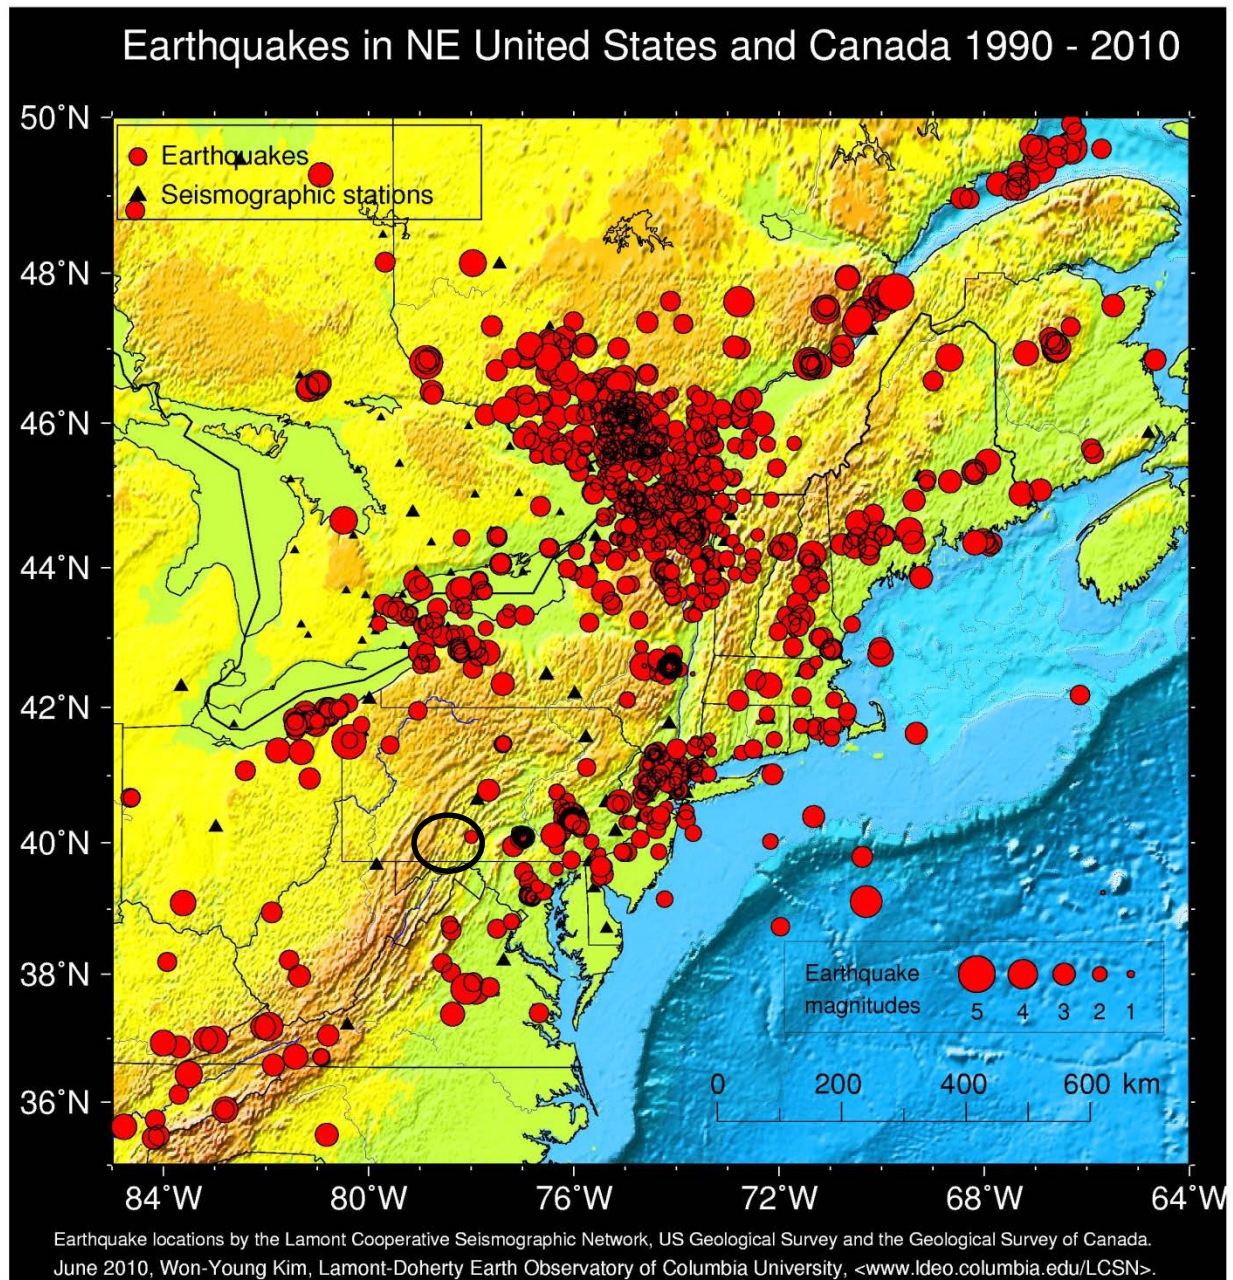 Earthquakes in NE United States and Canada 1990 - 2010
50°N
48°N
46°N
44°N
42°N
40°N
38°N
36°N
Earthquakes
Seismographic stations
Earthquake
magnitudes
5 4 3 2 1
0 200 400 600 km
84°W 80°W 76°W 72°W 68°W 64°W
Earthquake locations by the Lamont Cooperative Seismographic Network, US Geological Survey and the Geological Survey of Canada.
June 2010, Won-Young Kim, Lamont-Doherty Earth Observatory of Columbia University, <www.ldeo.columbia.edu/LCSN>.